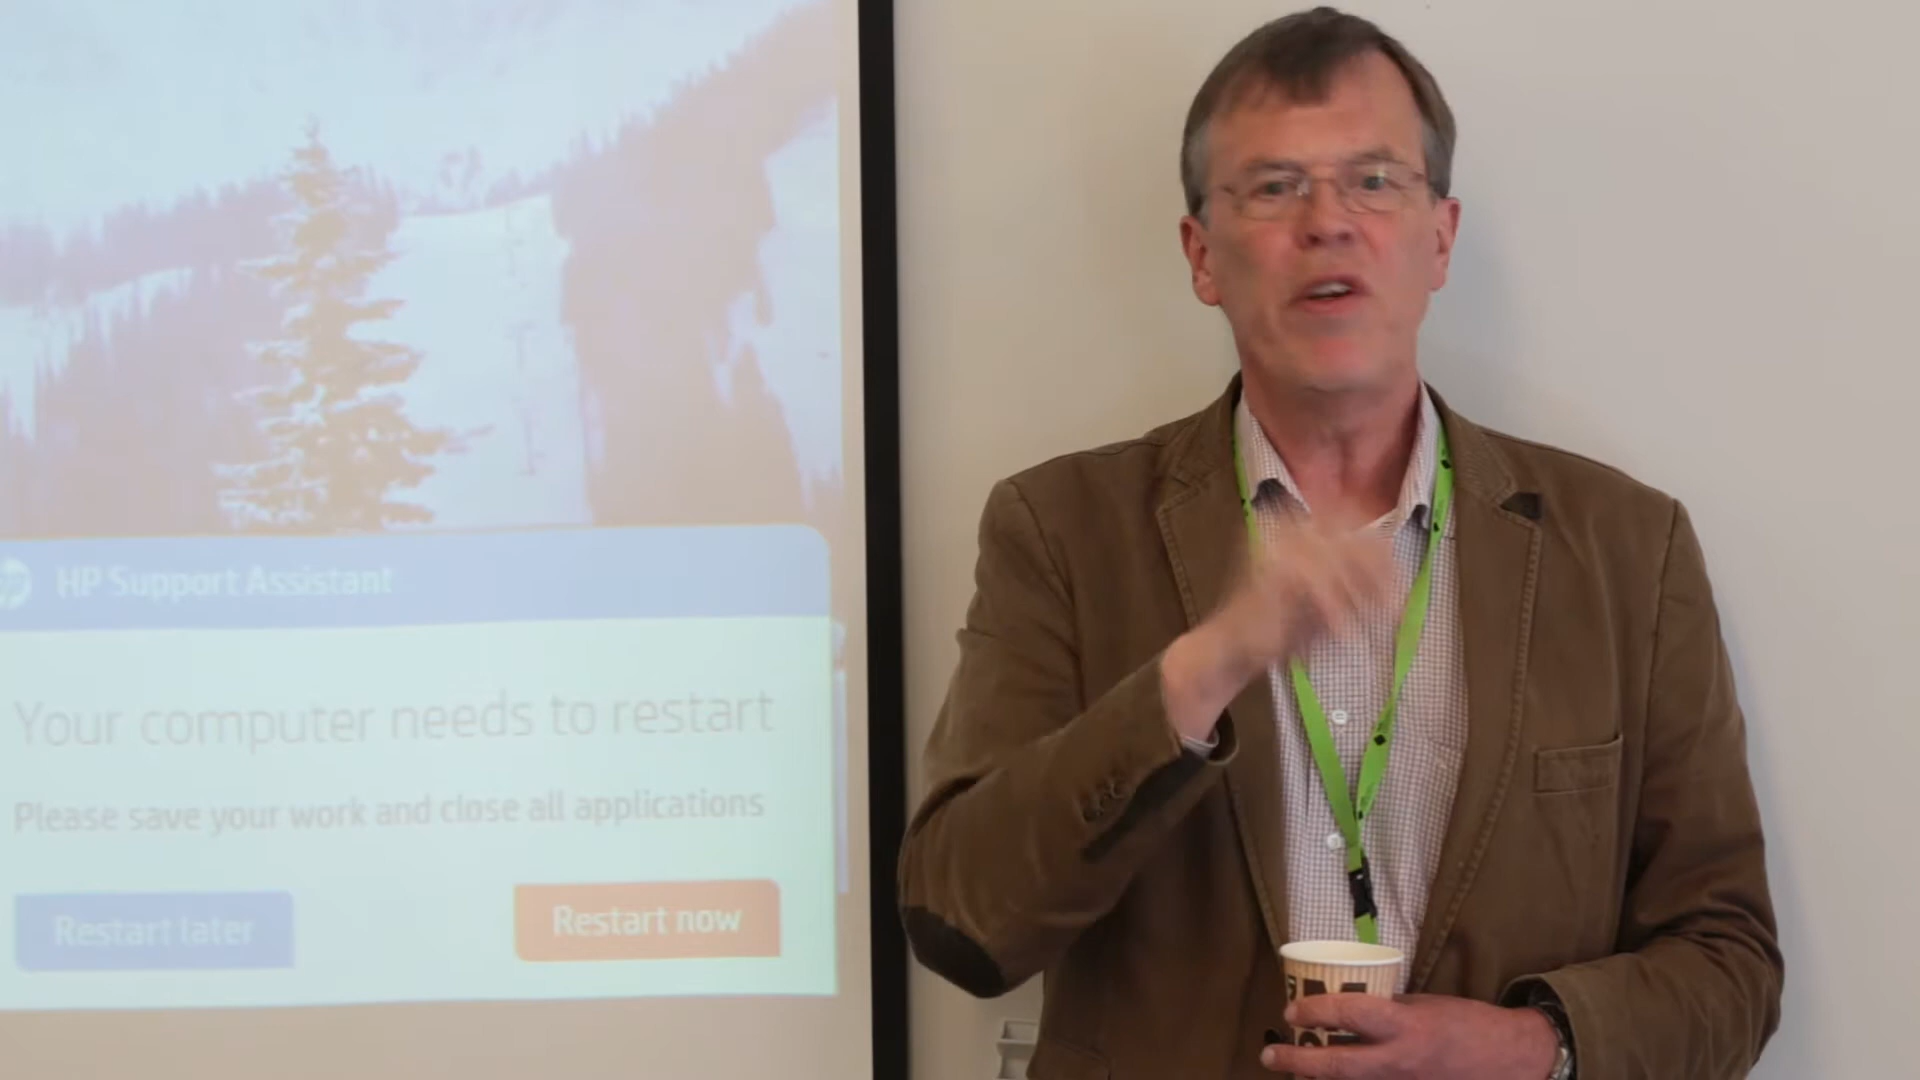 HP Support Assistant
Your computer needs to restart
Please save your work and close all applications
Restart later
Restart now